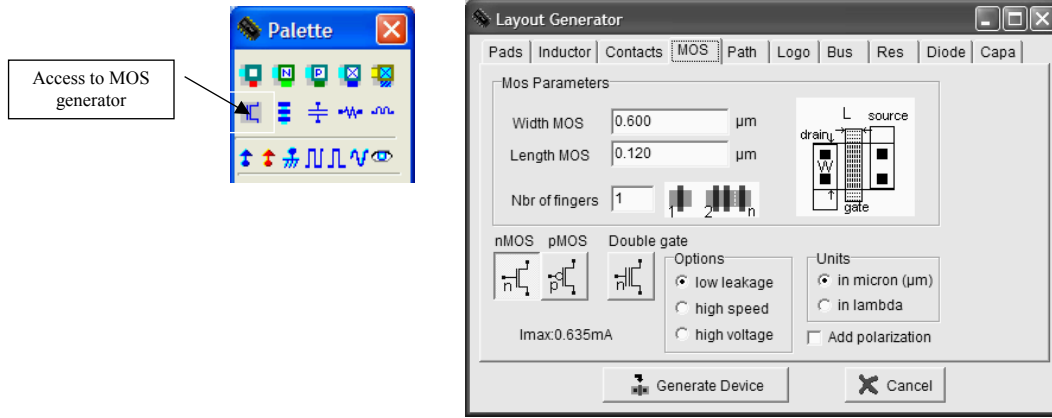 Palette
N P
Access to MOS
generator
Layout Generator
Pads Inductor Contacts MOS Path Logo Bus Res Diode Capa
Mos Parameters
Width MOS 0.600 µm
Length MOS 0.120 µm
Nbr of fingers 1
1 2 n
L source
drain
W
gate
nMOS pMOS Double gate
n p n
Options
low leakage
high speed
high voltage
Units
in micron (µm)
in lambda
Imax:0.635mA
Add polarization
Generate Device Cancel